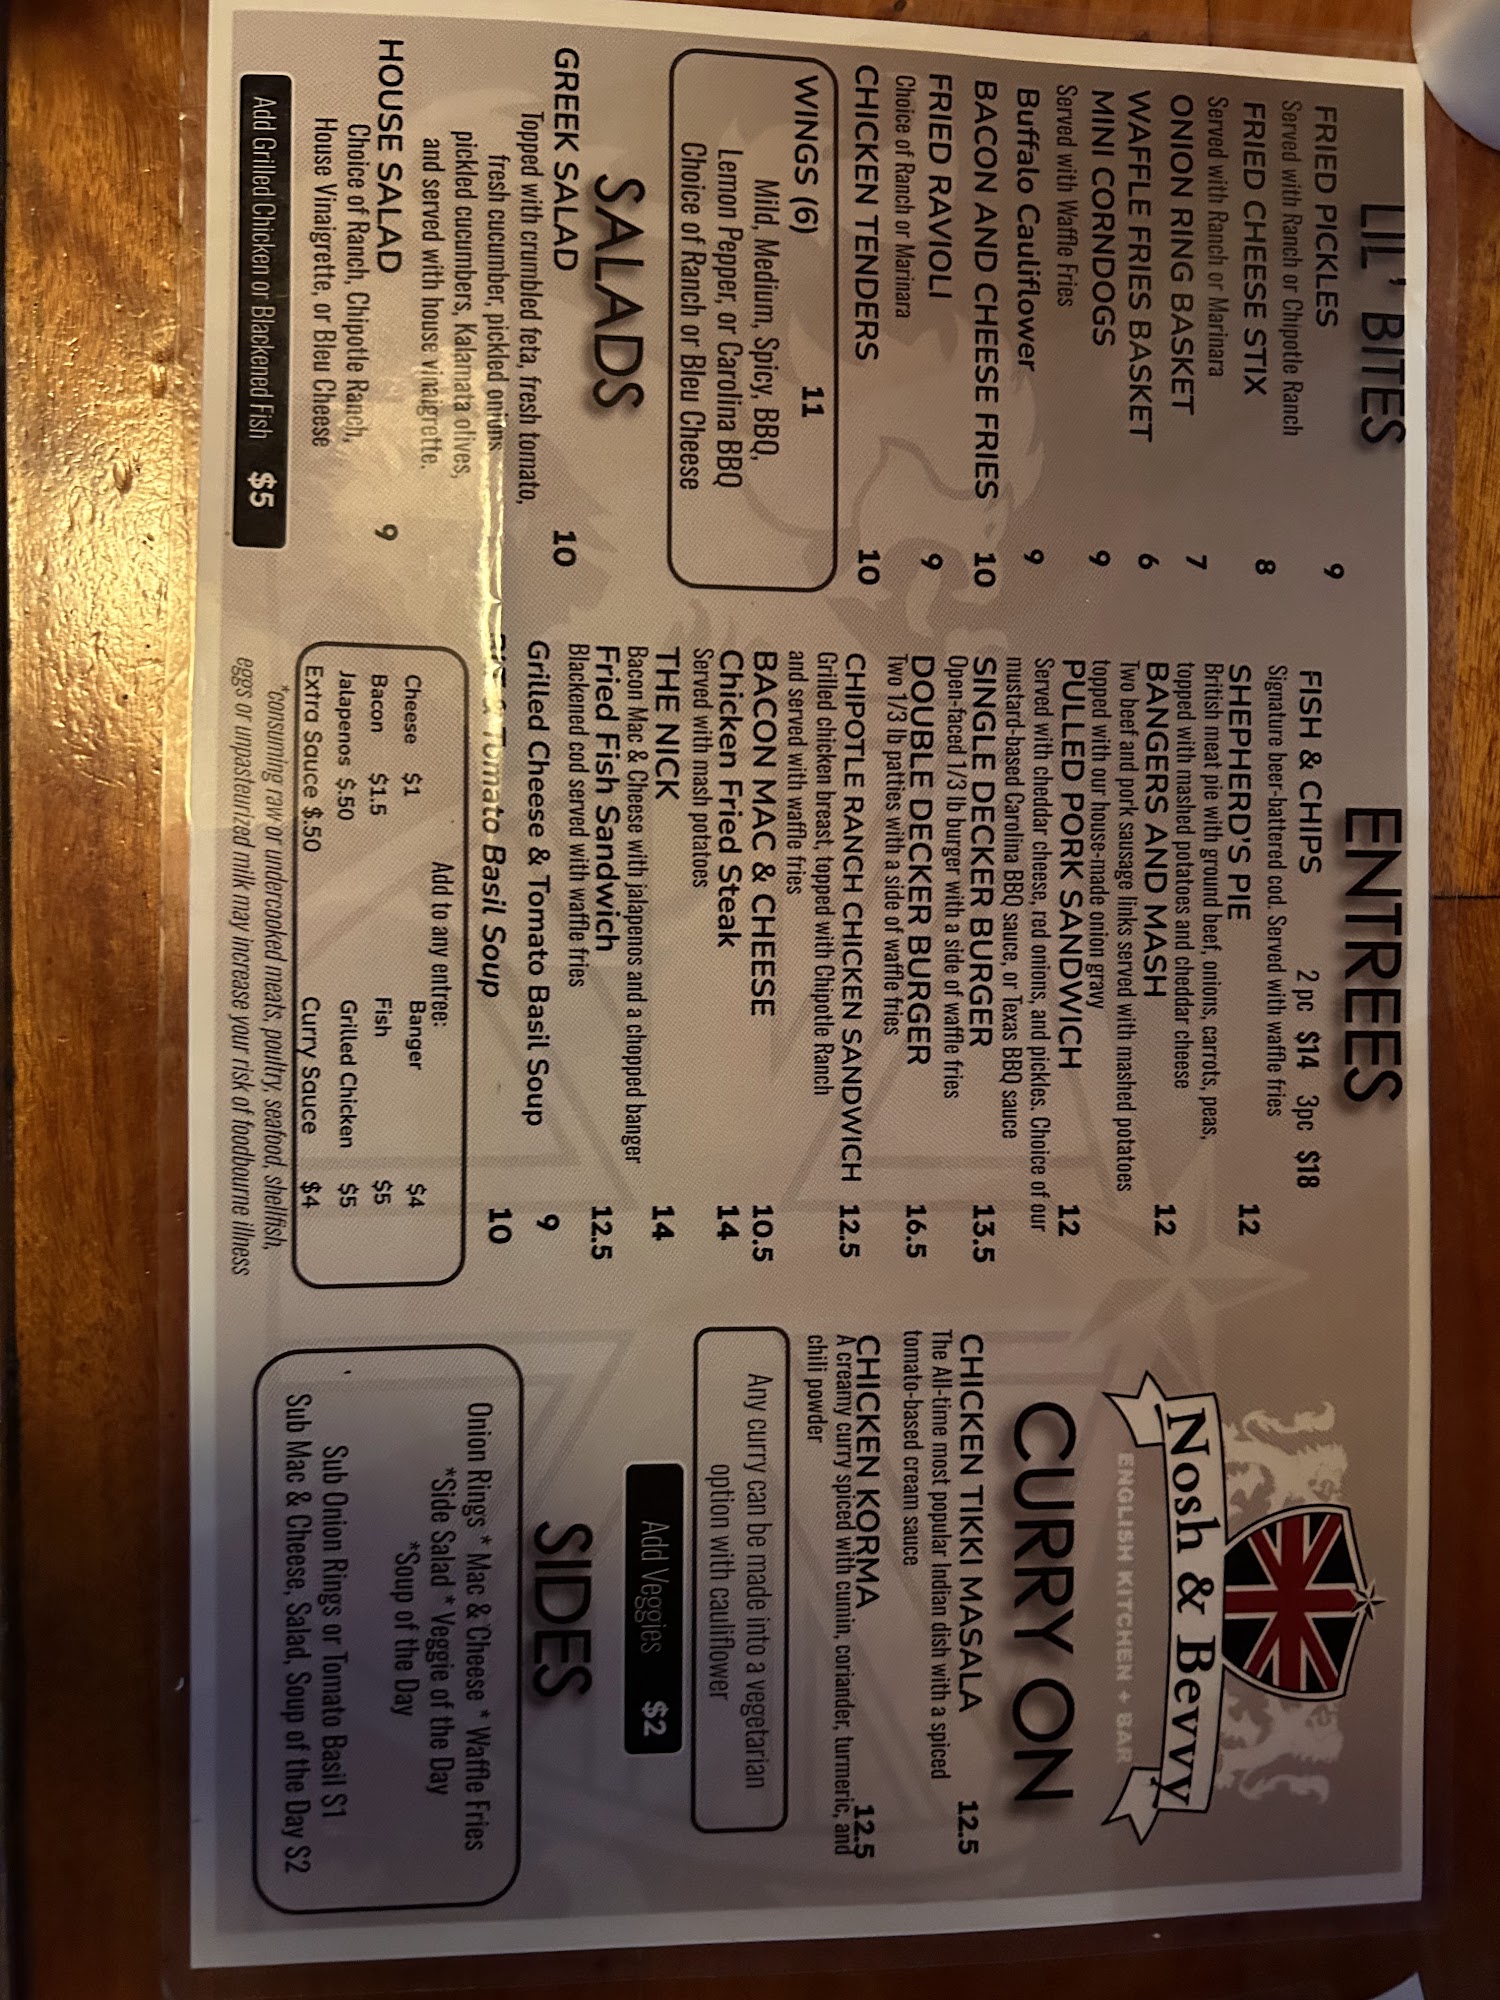 LIL' BITES
FRIED PICKLES 9
Served with Ranch or Chipotle Ranch
FRIED CHEESE STIX 8
Served with Ranch or Marinara
ONION RING BASKET 7
WAFFLE FRIES BASKET 6
MINI CORNDOGS 9
Served with Waffle Fries
Buffalo Cauliflower 9
BACON AND CHEESE FRIES 10
FRIED RAVIOLI 9
Choice of Ranch or Marinara
CHICKEN TENDERS 10
WINGS (6) 11
Mild, Medium, Spicy, BBQ,
Lemon Pepper, or Carolina BBQ
Choice of Ranch or Bleu Cheese
SALADS
GREEK SALAD 10
Topped with crumbled feta, fresh tomato,
fresh cucumber, pickled onions
pickled cucumbers, Kalamata olives,
and served with house vinaigrette.
HOUSE SALAD 9
Choice of Ranch, Chipotle Ranch,
House Vinaigrette, or Bleu Cheese
Add Grilled Chicken or Blackened Fish $5
ENTREES
FISH & CHIPS 2 pc $14 3pc $18
Signature beer-battered cod. Served with waffle fries
SHEPHERD'S PIE 12
British meat pie with ground beef, onions, carrots, peas,
topped with mashed potatoes and cheddar cheese
BANGERS AND MASH 12
Two beef and pork sausage links served with mashed potatoes
topped with our house-made onion gravy
PULLED PORK SANDWICH 12
Served with cheddar cheese, red onions, and pickles. Choice of our
mustard-based Carolina BBQ sauce, or Texas BBQ sauce
SINGLE DECKER BURGER 13.5
Open-faced 1/3 lb burger with a side of waffle fries
DOUBLE DECKER BURGER 16.5
Two 1/3 lb patties with a side of waffle fries
CHIPOTLE RANCH CHICKEN SANDWICH 12.5
Grilled chicken breast, topped with Chipotle Ranch
and served with waffle fries
BACON MAC & CHEESE 10.5
Chicken Fried Steak 14
Served with mash potatoes
THE NICK 14
Bacon Mac & Cheese with jalapenos and a chopped banger
Fried Fish Sandwich 12.5
Blackened cod served with waffle fries
Grilled Cheese & Tomato Basil Soup 9
& Tomato Basil Soup 10
Add to any entree:
Cheese $1 Banger $4
Bacon $1.5 Fish $5
Jalapenos $.50 Grilled Chicken $5
Extra Sauce $.50 Curry Sauce $4
*consuming raw or undercooked meats, poultry, seafood, shellfish,
eggs or unpasteurized milk may increase your risk of foodbourne illness
Nosh & Bevvy
ENGLISH KITCHEN + BAR
CURRY ON
CHICKEN TIKKI MASALA 12.5
The All-time most popular Indian dish with a spiced
tomato-based cream sauce
CHICKEN KORMA 12.5
A creamy curry spiced with cumin, coriander, turmeric, and
chili powder
Any curry can be made into a vegetarian
option with cauliflower
Add Veggies $2
SIDES
Onion Rings * Mac & Cheese * Waffle Fries
*Side Salad * Veggie of the Day
*Soup of the Day
Sub Onion Rings or Tomato Basil $1
Sub Mac & Cheese, Salad, Soup of the Day $2